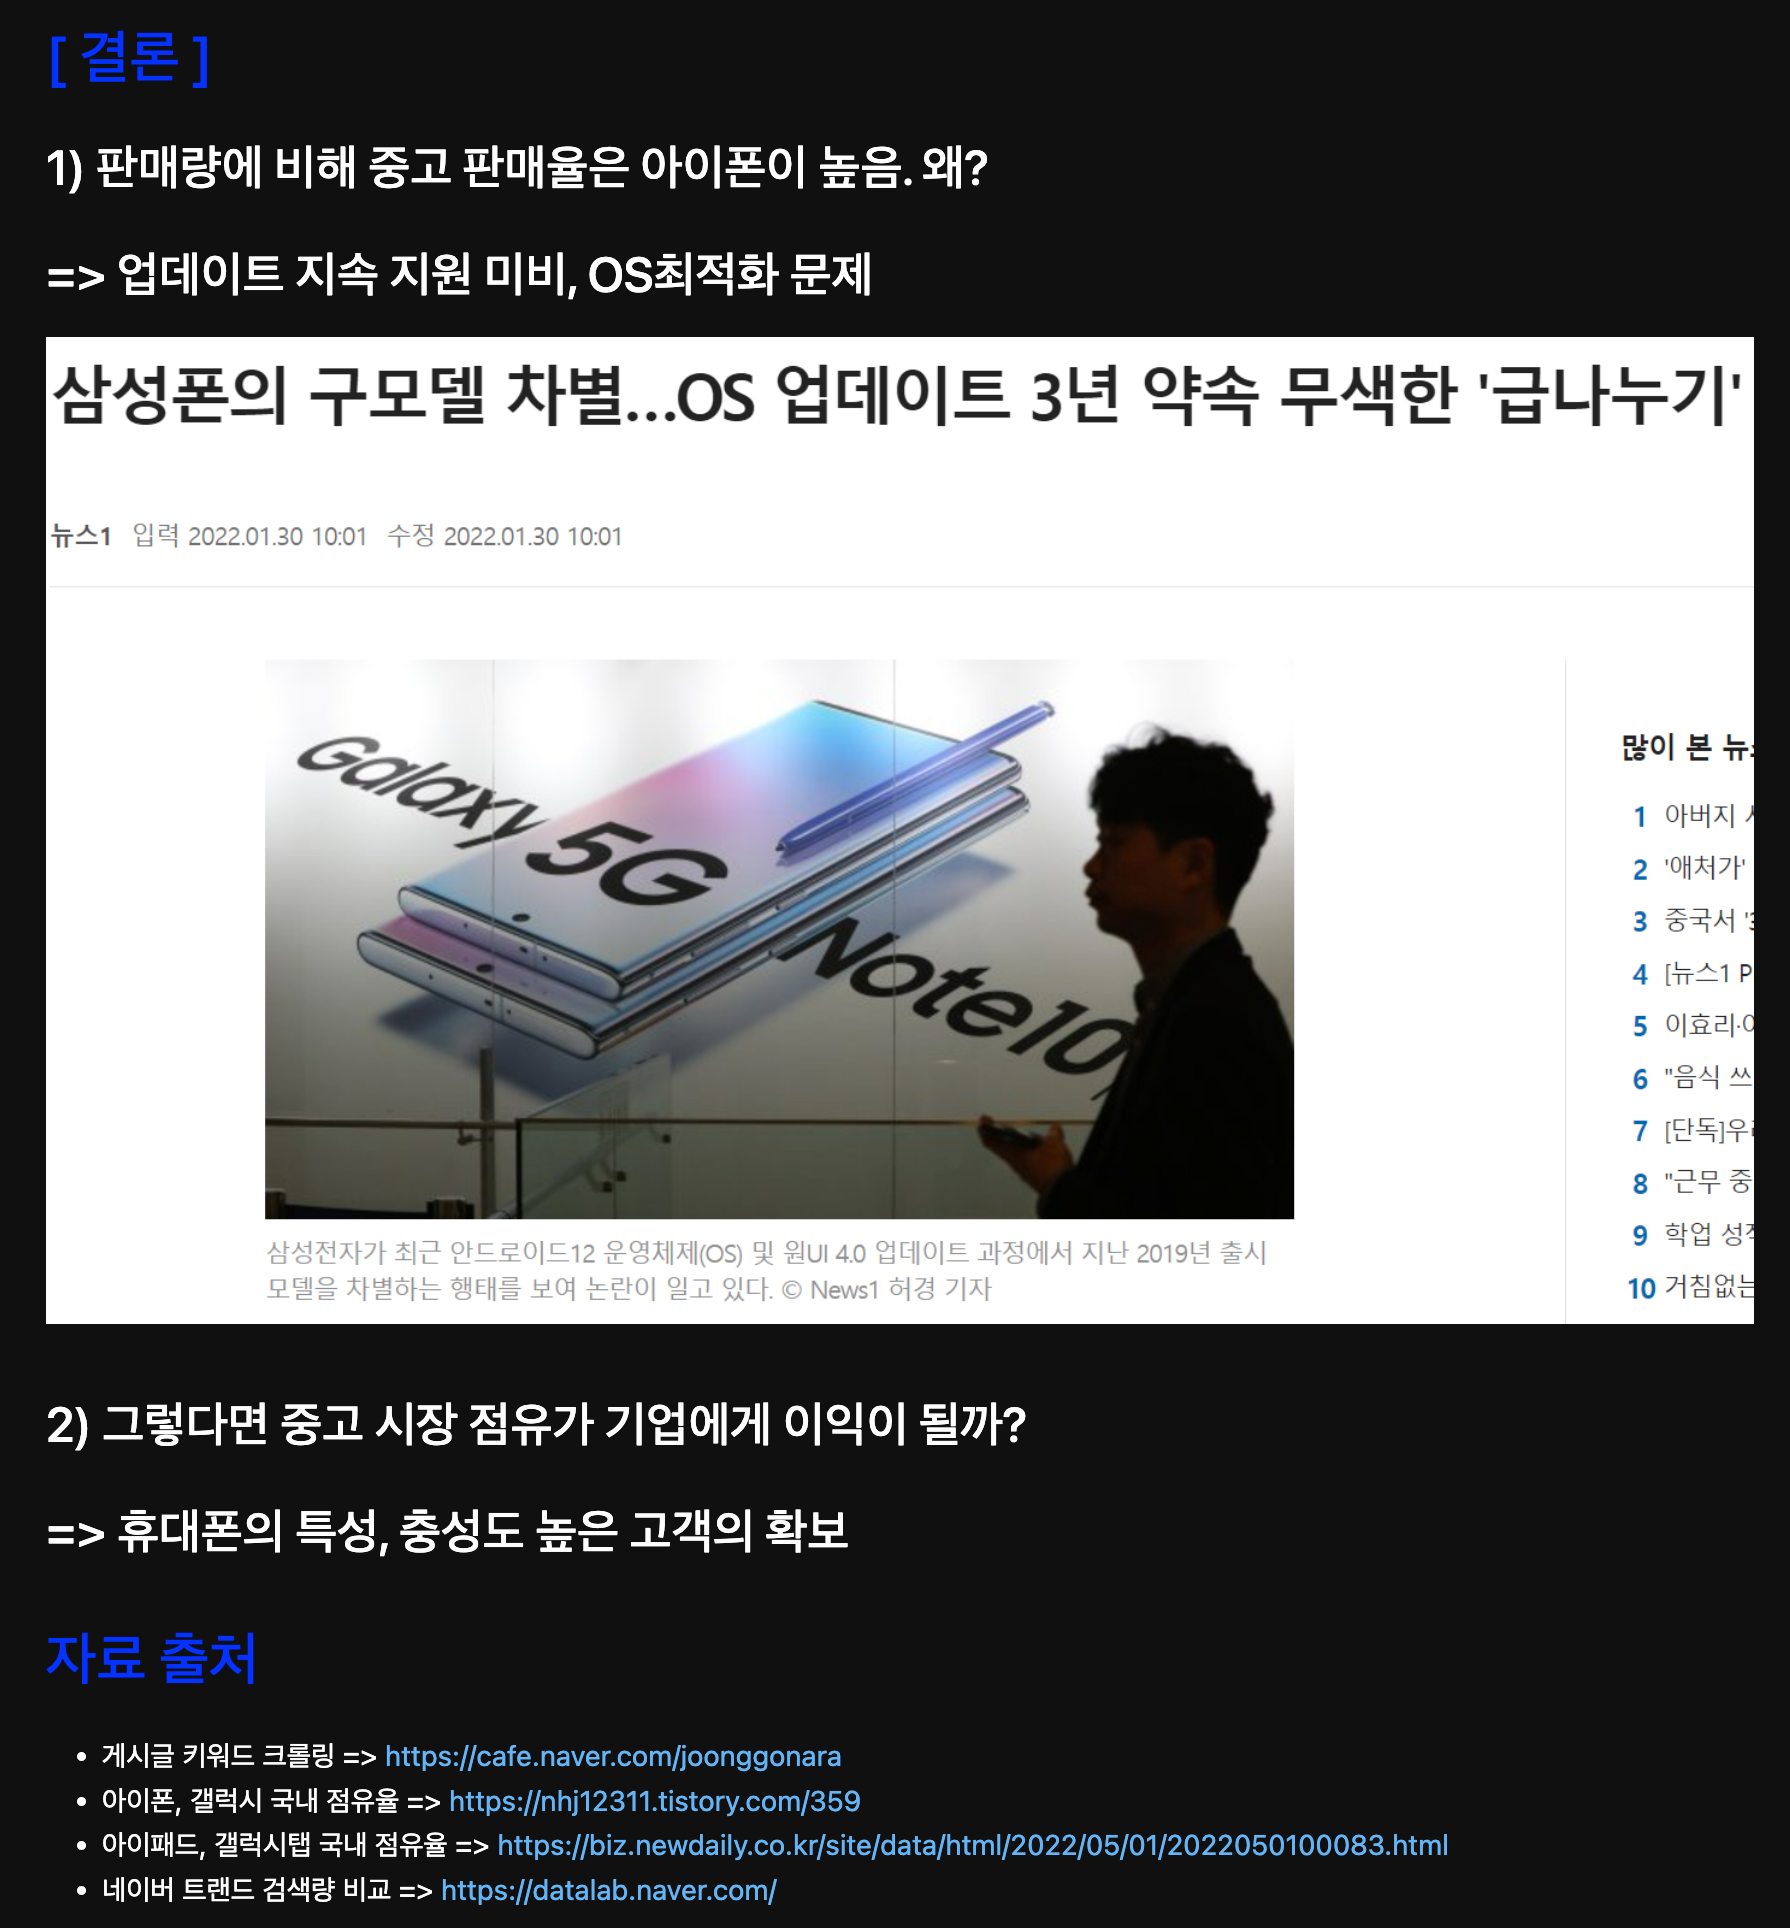 [ 결론 ]
1) 판매량에 비해 중고 판매율은 아이폰이 높음. 왜?
=> 업데이트 지속 지원 미비, OS최적화 문제
삼성폰의 구모델 차별...OS 업데이트 3년 약속 무색한 '급나누기'
뉴스1 입력 2022.01.30 10:01 수정 2022.01.30 10:01
Galaxy
5G
Note10
많이 본
1 아버지
2 '애처가'
3 중국서
4 [뉴스1 P
5 이효리·
6 "음식 쓰
7 [단독]우
8 "근무 중
9 학업 성
10 거침없는
삼성전자가 최근 안드로이드12 운영체제(OS) 및 원UI 4.0 업데이트 과정에서 지난 2019년 출시
모델을 차별하는 행태를 보여 논란이 일고 있다. © News1 허경 기자
2) 그렇다면 중고 시장 점유가 기업에게 이익이 될까?
=> 휴대폰의 특성, 충성도 높은 고객의 확보
자료 출처
• 게시글 키워드 크롤링 => https://cafe.naver.com/joonggonara
• 아이폰, 갤럭시 국내 점유율 => https://nhj12311.tistory.com/359
• 아이패드, 갤럭시탭 국내 점유율 => https://biz.newdaily.co.kr/site/data/html/2022/05/01/2022050100083.html
• 네이버 트랜드 검색량 비교 => https://datalab.naver.com/